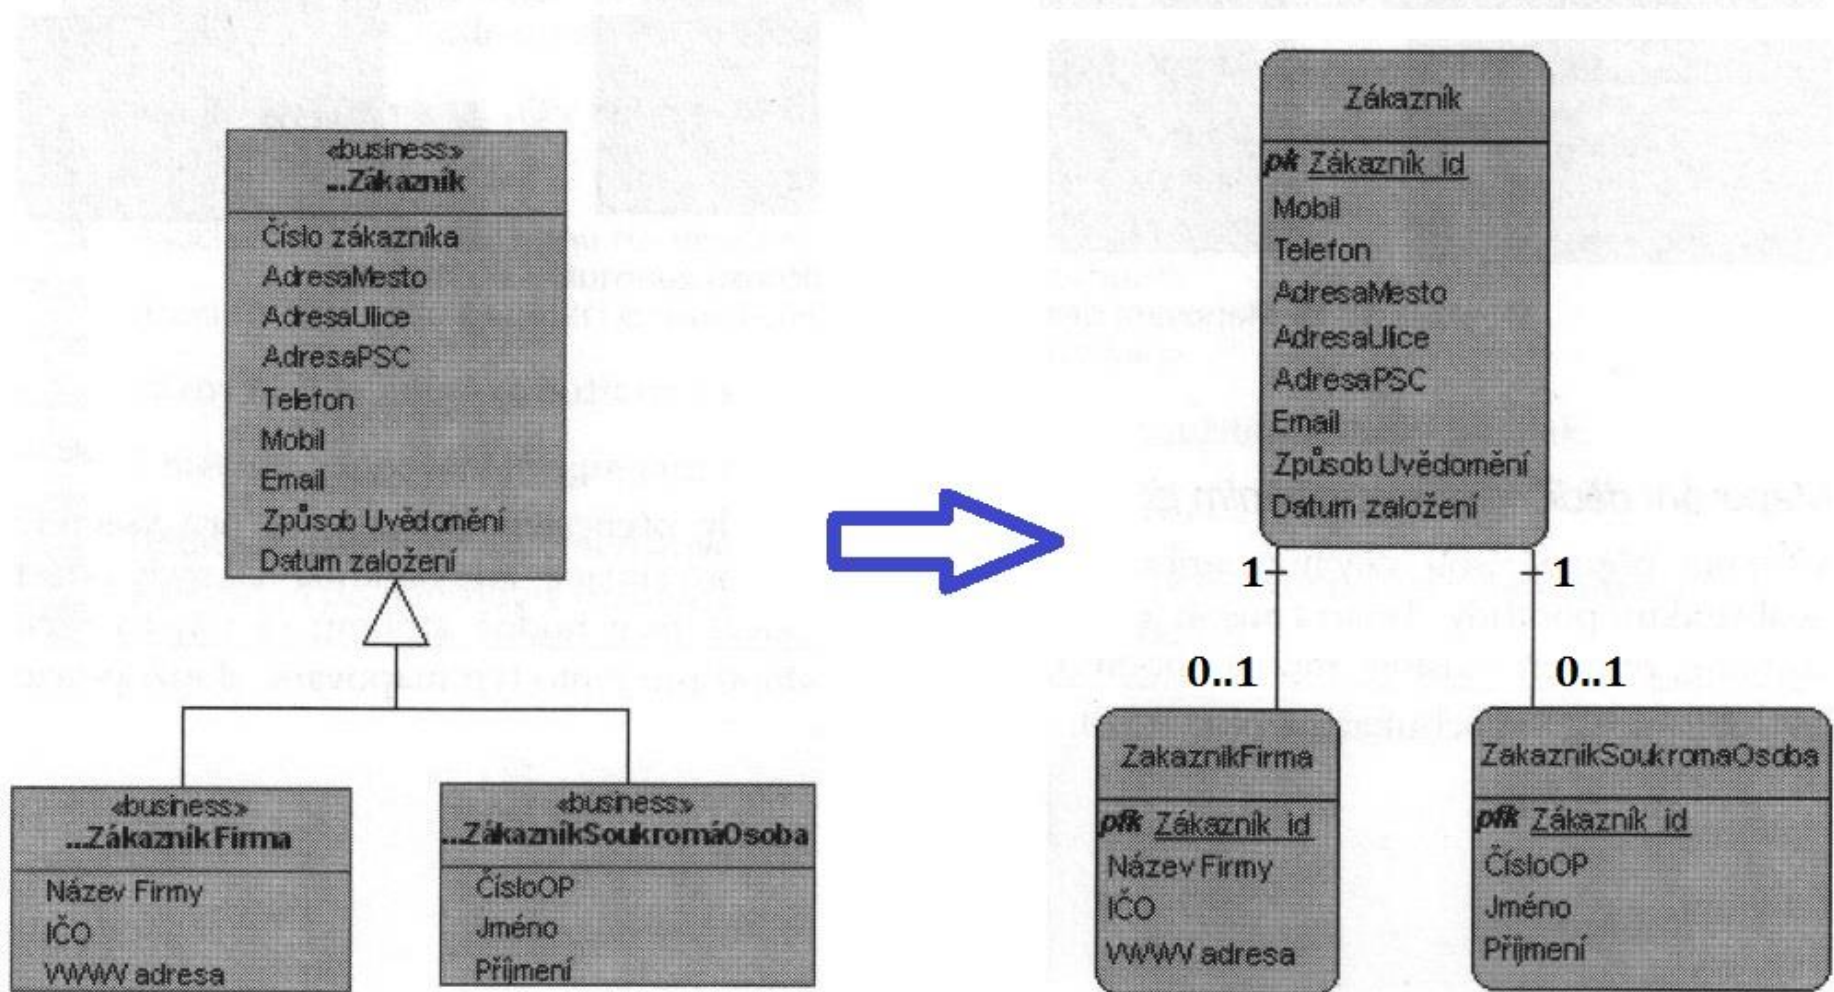 «business»
...Zákazník
Číslo zákazníka
AdresaMesto
AdresaUlice
AdresaPSC
Telefon
Mobil
Email
Způsob Uvědomění
Datum založení
«business»
...ZákazníkFirma
Název Firmy
IČO
WWW adresa
«business»
...ZákazníkSoukromáOsoba
ČísloOP
Jméno
Příjmení
Zákazník
pk Zákazník_id
Mobil
Telefon
AdresaMesto
AdresaUlice
AdresaPSC
Email
Způsob Uvědomění
Datum založení
1
1
0..1
0..1
ZakaznikFirma
pfk Zákazník_id
Název Firmy
IČO
WWW adresa
ZakaznikSoukromaOsoba
pfk Zákazník_id
ČísloOP
Jméno
Příjmení